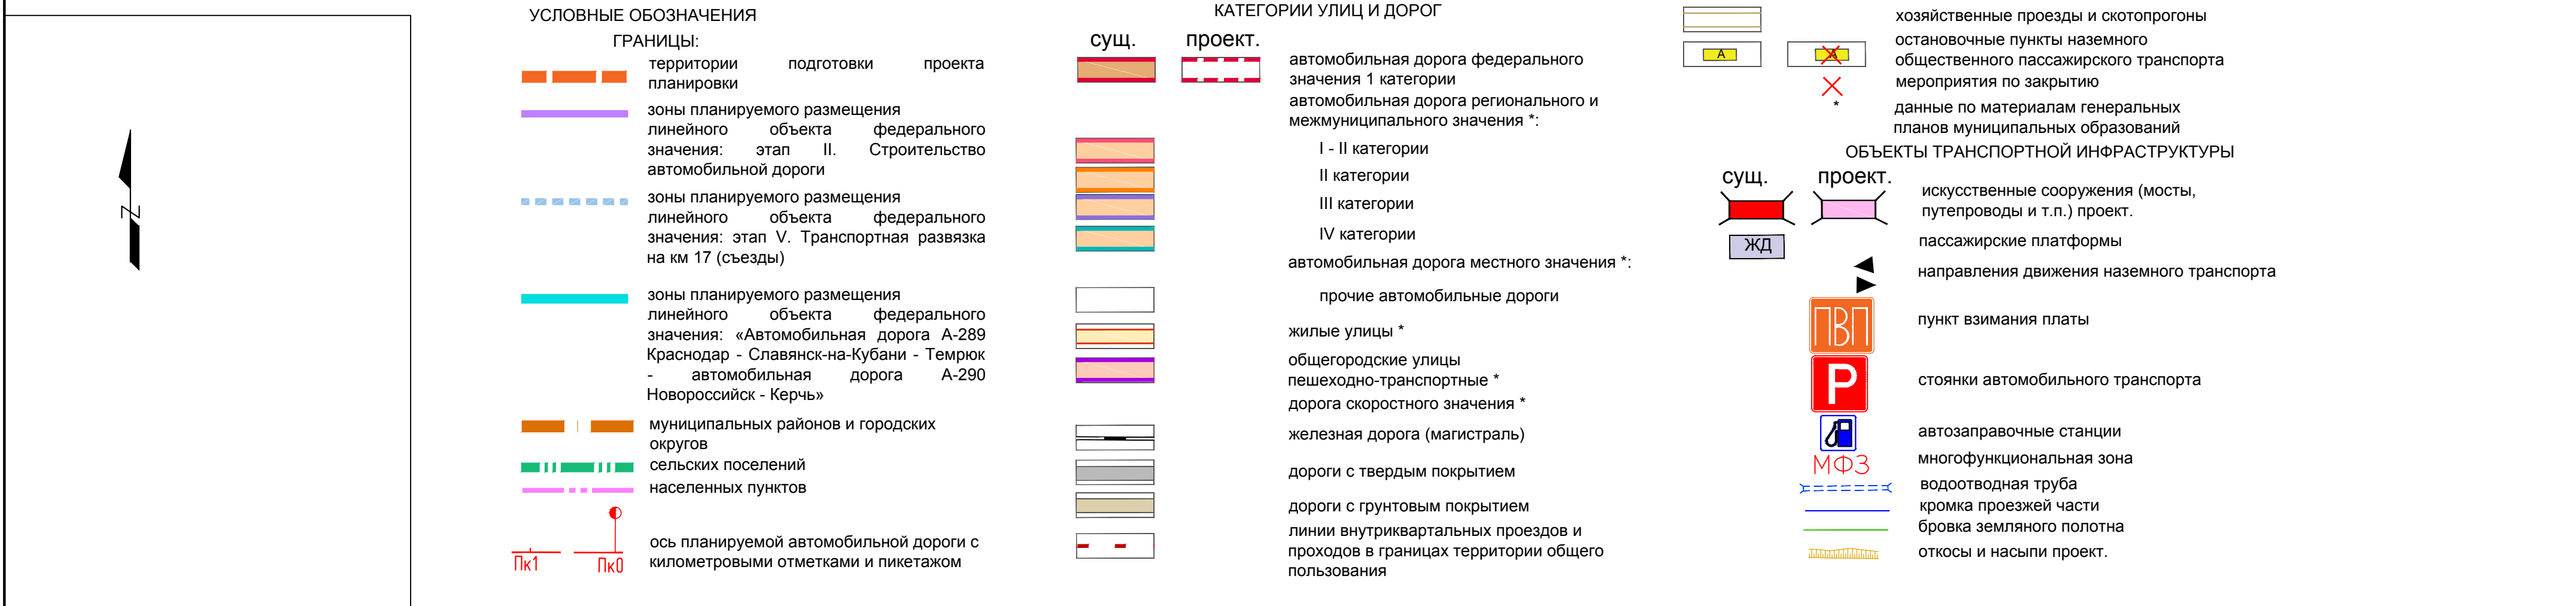 УСЛОВНЫЕ ОБОЗНАЧЕНИЯ
ГРАНИЦЫ:
территории подготовки проекта
планировки
зоны планируемого размещения
линейного объекта федерального
значения: этап II. Строительство
автомобильной дороги
зоны планируемого размещения
линейного объекта федерального
значения: этап V. Транспортная развязка
на км 17 (съезды)
зоны планируемого размещения
линейного объекта федерального
значения: «Автомобильная дорога А-289
Краснодар - Славянск-на-Кубани - Темрюк
- автомобильная дорога А-290
Новороссийск - Керчь»
муниципальных районов и городских
округов
сельских поселений
населенных пунктов
Пк1 Пк0
ось планируемой автомобильной дороги с
километровыми отметками и пикетажом
N
КАТЕГОРИИ УЛИЦ И ДОРОГ
сущ. проект.
автомобильная дорога федерального
значения 1 категории
автомобильная дорога регионального и
межмуниципального значения *:
I - II категории
II категории
III категории
IV категории
автомобильная дорога местного значения *:
прочие автомобильные дороги
жилые улицы *
общегородские улицы
пешеходно-транспортные *
дорога скоростного значения *
железная дорога (магистраль)
дороги с твердым покрытием
дороги с грунтовым покрытием
линии внутриквартальных проездов и
проходов в границах территории общего
пользования
хозяйственные проезды и скотопрогоны
А А
остановочные пункты наземного
общественного пассажирского транспорта
мероприятия по закрытию
* данные по материалам генеральных
планов муниципальных образований
ОБЪЕКТЫ ТРАНСПОРТНОЙ ИНФРАСТРУКТУРЫ
сущ. проект.
искусственные сооружения (мосты,
путепроводы и т.п.) проект.
ЖД пассажирские платформы
направления движения наземного транспорта
ПВП пункт взимания платы
P стоянки автомобильного транспорта
автозаправочные станции
МФЗ многофункциональная зона
водоотводная труба
кромка проезжей части
бровка земляного полотна
откосы и насыпи проект.